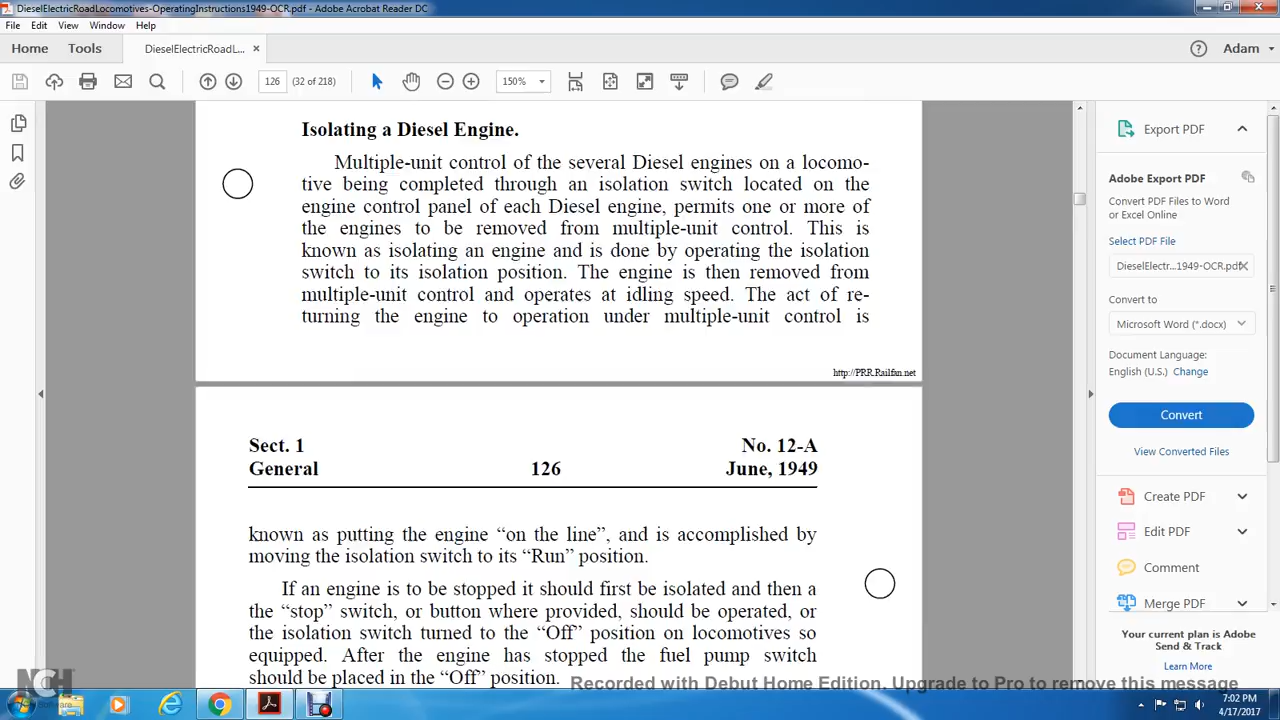 DieselElectricRoadLocomotives-OperatingInstructions1949-OCR.pdf - Adobe Acrobat Reader DC
File Edit View Window Help
Home Tools DieselElectricRoadL... × Adam
126 (32 of 218) 150%
Isolating a Diesel Engine.
Multiple-unit control of the several Diesel engines on a locomo-
tive being completed through an isolation switch located on the
engine control panel of each Diesel engine, permits one or more of
the engines to be removed from multiple-unit control. This is
known as isolating an engine and is done by operating the isolation
switch to its isolation position. The engine is then removed from
multiple-unit control and operates at idling speed. The act of re-
turning the engine to operation under multiple-unit control is
http://PRR.Railfan.net
Sect. 1 No. 12-A
General 126 June, 1949
known as putting the engine “on the line”, and is accomplished by
moving the isolation switch to its “Run” position.
If an engine is to be stopped it should first be isolated and then a
the “stop” switch, or button where provided, should be operated, or
the isolation switch turned to the “Off” position on locomotives so
equipped. After the engine has stopped the fuel pump switch
should be placed in the “Off” position.
Export PDF
Adobe Export PDF
Convert PDF Files to Word
or Excel Online
Select PDF File
DieselElectr...1949-OCR.pdf
Convert to
Microsoft Word (*.docx)
Document Language:
English (U.S.) Change
Convert
View Converted Files
Create PDF
Edit PDF
Comment
Merge PDF
Your current plan is Adobe
Send & Track
Learn More
NCH
Software
Recorded with Debut Home Edition. Upgrade to Pro to remove this message
7:02 PM
4/17/2017